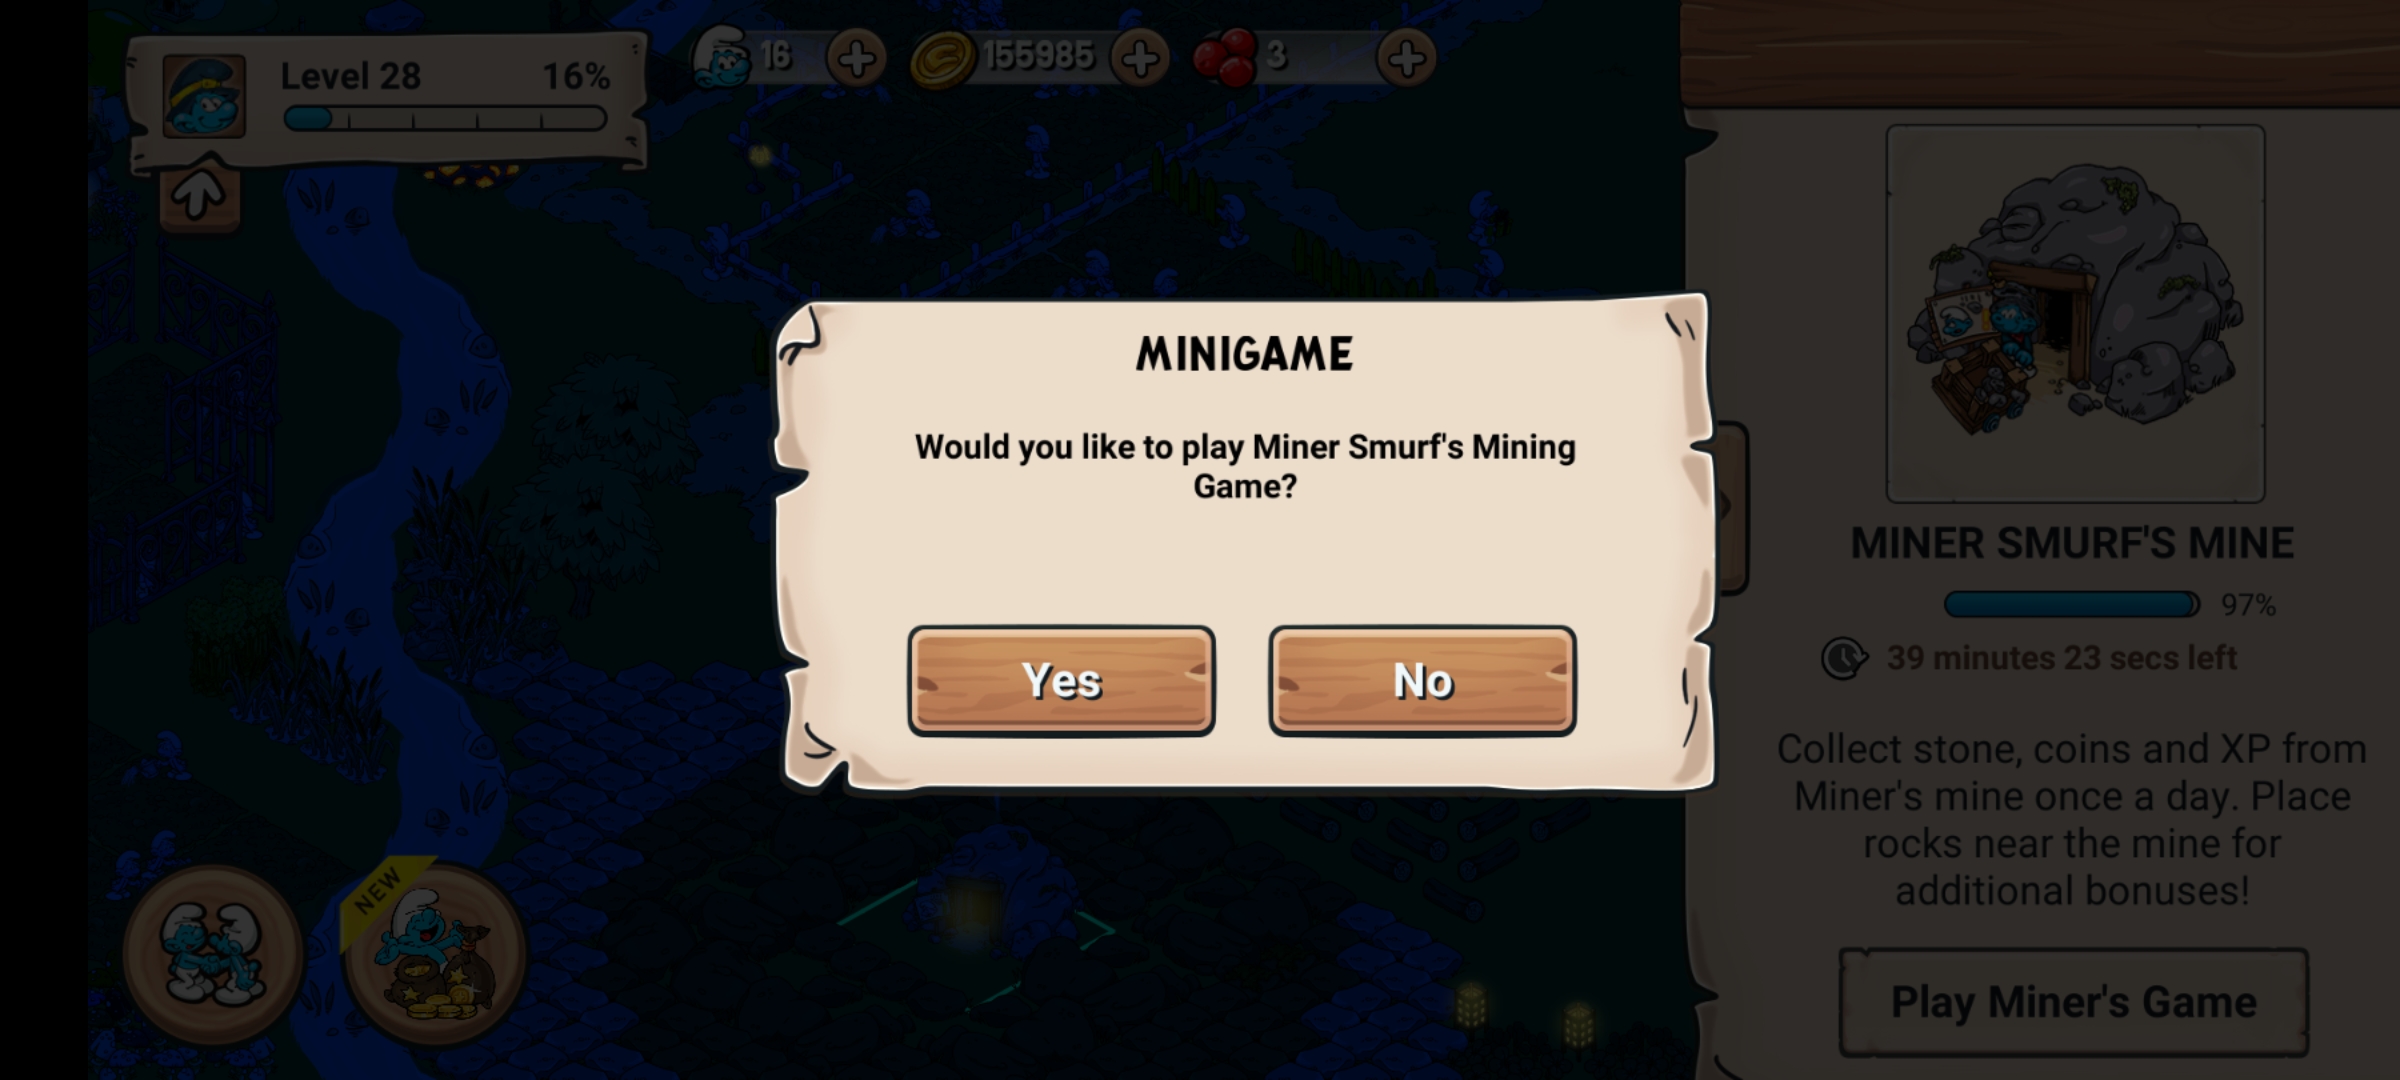 Level 28
16%
16
155985
3
MINIGAME
Would you like to play Miner Smurf's Mining
Game?
Yes
No
MINER SMURF'S MINE
97%
39 minutes 23 secs left
Collect stone, coins and XP from
Miner's mine once a day. Place
rocks near the mine for
additional bonuses!
Play Miner's Game
NEW